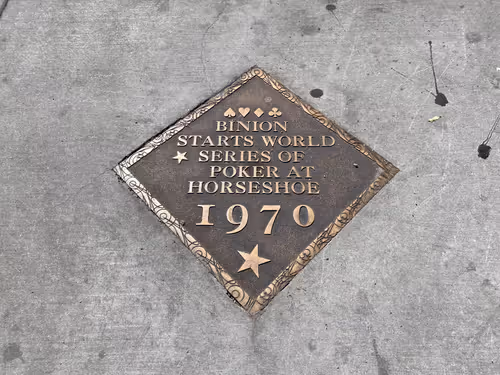 BINION
STARTS WORLD
SERIES OF
POKER AT
HORSESHOE
1970